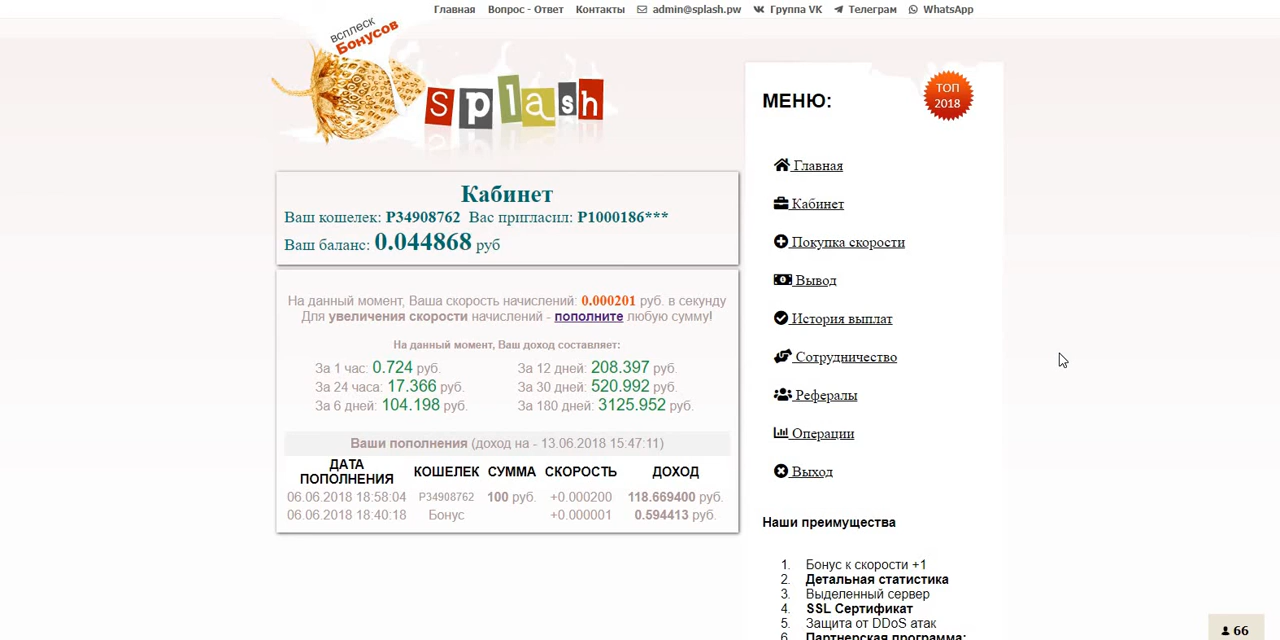 Главная Вопрос - Ответ Контакты admin@splash.pw Группа VK Телеграм WhatsApp
всплеск
Бонусов
Splash
Кабинет
Ваш кошелек: P34908762 Вас пригласил: P1000186***
Ваш баланс: 0.044868 руб
На данный момент, Ваша скорость начислений: 0.000201 руб. в секунду
Для увеличения скорости начислений - пополните любую сумму!
На данный момент, Ваш доход составляет:
За 1 час: 0.724 руб. За 12 дней: 208.397 руб.
За 24 часа: 17.366 руб. За 30 дней: 520.992 руб.
За 6 дней: 104.198 руб. За 180 дней: 3125.952 руб.
Ваши пополнения (доход на - 13.06.2018 15:47:11)
ДАТА ПОПОЛНЕНИЯ КОШЕЛЕК СУММА СКОРОСТЬ ДОХОД
06.06.2018 18:58:04 P34908762 100 руб. +0.000200 118.669400 руб.
06.06.2018 18:40:18 Бонус +0.000001 0.594413 руб.
МЕНЮ:
ТОП
2018
Главная
Кабинет
Покупка скорости
Вывод
История выплат
Сотрудничество
Рефералы
Операции
Выход
Наши преимущества
1. Бонус к скорости +1
2. Детальная статистика
3. Выделенный сервер
4. SSL Сертификат
5. Защита от DDoS атак
6. Партнерская программа:
66